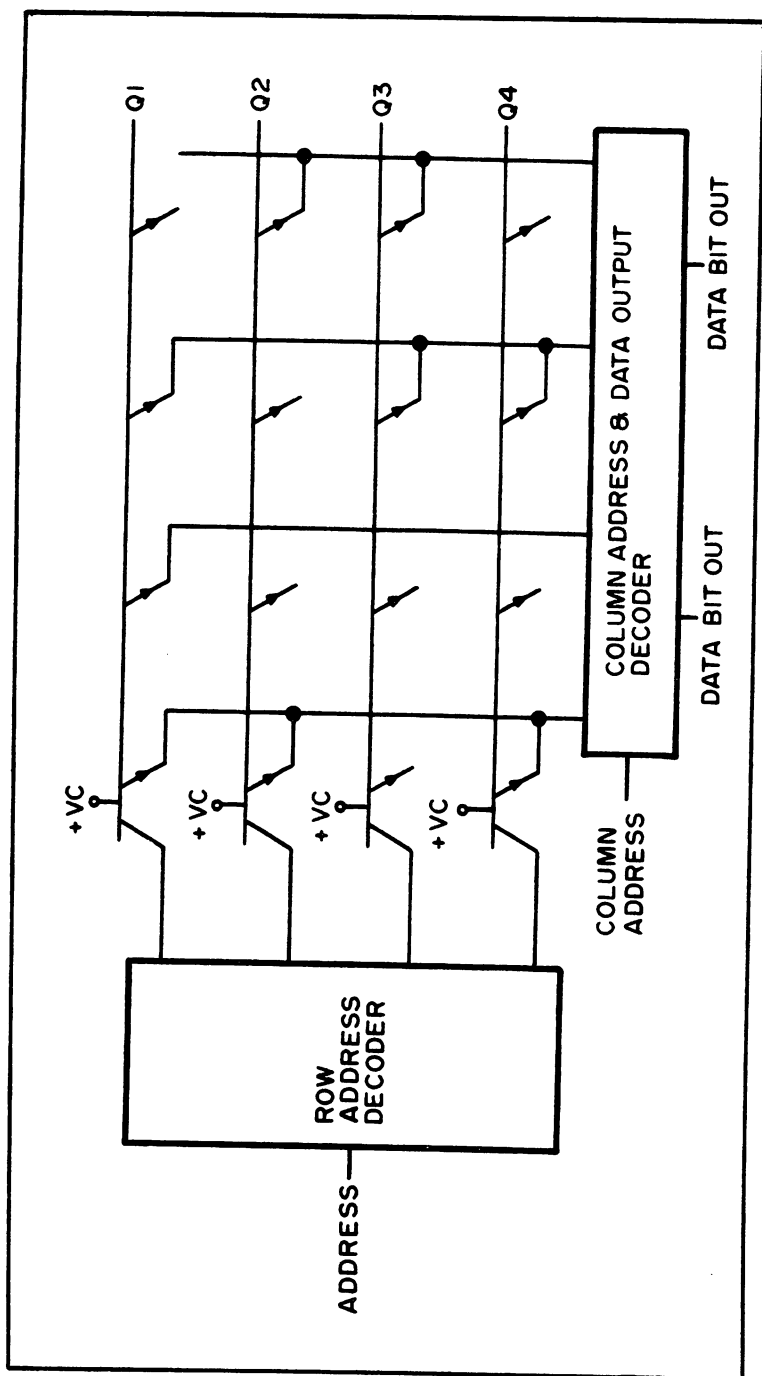 Q1
Q2
Q3
Q4
+ VC
+ VC
+ VC
+ VC
ROW
ADDRESS
DECODER
ADDRESS
COLUMN
ADDRESS
COLUMN ADDRESS & DATA OUTPUT
DECODER
DATA BIT OUT
DATA BIT OUT